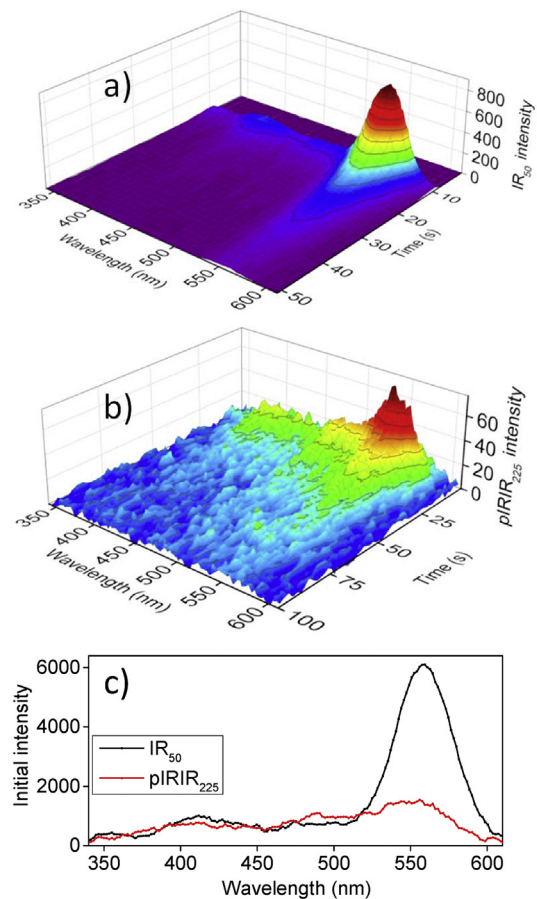 a)
800
600
400
200
0
IR50 intensity
10
20
30
40
50
Time (s)
350
400
450
500
550
600
Wavelength (nm)
b)
60
40
20
0
pIRIR225 intensity
25
50
75
100
Time (s)
350
400
450
500
550
600
Wavelength (nm)
c)
6000
4000
2000
0
Initial intensity
IR50
pIRIR225
350 400 450 500 550 600
Wavelength (nm)